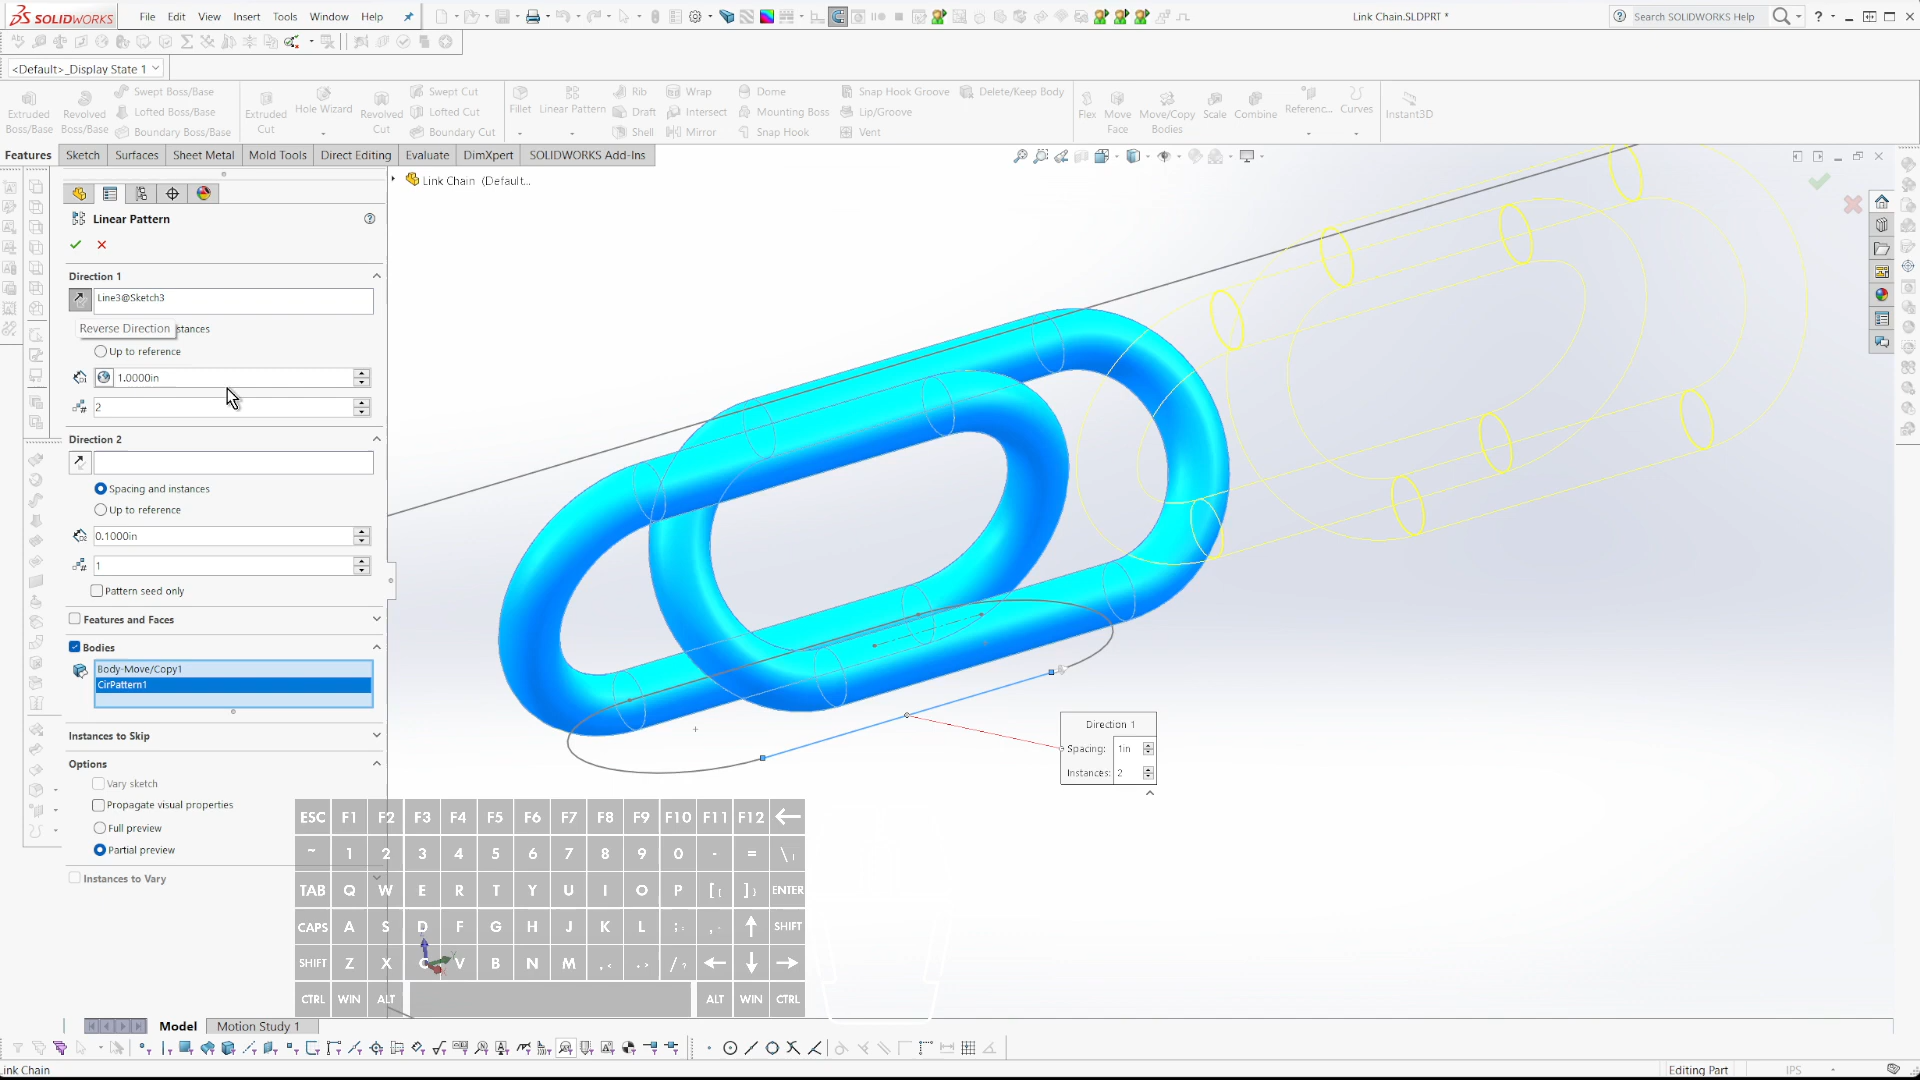 SOLIDWORKS File Edit View Insert Tools Window Help Link Chain.SLDPRT * Search SOLIDWORKS Help
<Default>_Display State 1
Extruded Boss/Base Revolved Boss/Base Swept Boss/Base Lofted Boss/Base Boundary Boss/Base
Extruded Cut Hole Wizard Revolved Cut Swept Cut Lofted Cut Boundary Cut
Fillet Linear Pattern Rib Draft Shell Wrap Intersect Mirror Dome Mounting Boss Snap Hook
Snap Hook Groove Lip/Groove Vent Delete/Keep Body
Flex Move Face Move/Copy Bodies Scale Combine Referenc... Curves Instant3D
Features Sketch Surfaces Sheet Metal Mold Tools Direct Editing Evaluate DimXpert SOLIDWORKS Add-Ins
Link Chain (Default...
Linear Pattern
Direction 1
Line3@Sketch3
Reverse Direction stances
Up to reference
1.0000in
2
Direction 2
Spacing and instances
Up to reference
0.1000in
1
Pattern seed only
Features and Faces
Bodies
Body-Move/Copy1
CirPattern1
Instances to Skip
Options
Vary sketch
Propagate visual properties
Full preview
Partial preview
Instances to Vary
Direction 1
Spacing: 1in
Instances: 2
ESC F1 F2 F3 F4 F5 F6 F7 F8 F9 F10 F11 F12
~ 1 2 3 4 5 6 7 8 9 0 - = \
TAB Q W E R T Y U I O P [ ] ENTER
CAPS A S D F G H J K L ; SHIFT
SHIFT Z X C V B N M , . / ?
CTRL WIN ALT ALT WIN CTRL
Model Motion Study 1
ink Chain Editing Part IPS